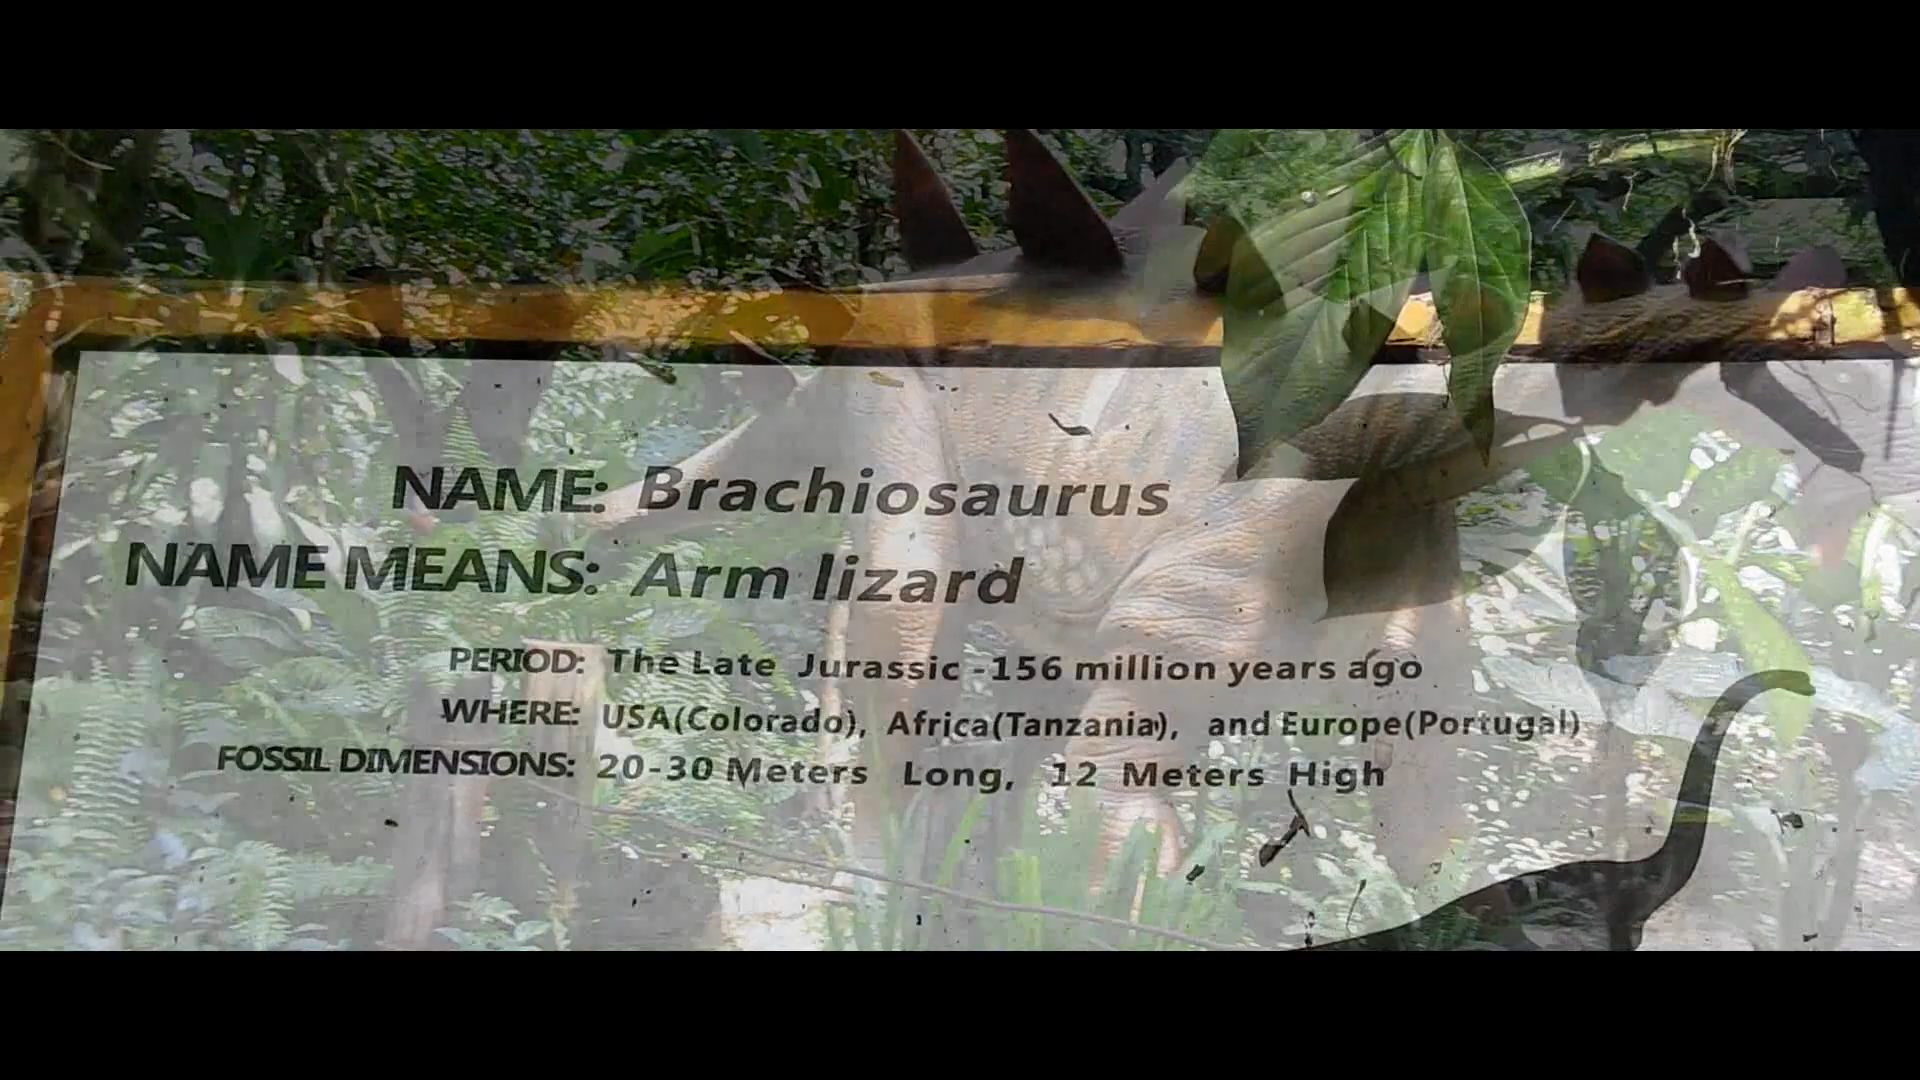 NAME: Brachiosaurus
NAME MEANS: Arm lizard
PERIOD: The Late Jurassic -156 million years ago
WHERE: USA(Colorado), Africa(Tanzania), and Europe(Portugal)
FOSSIL DIMENSIONS: 20-30 Meters Long, 12 Meters High